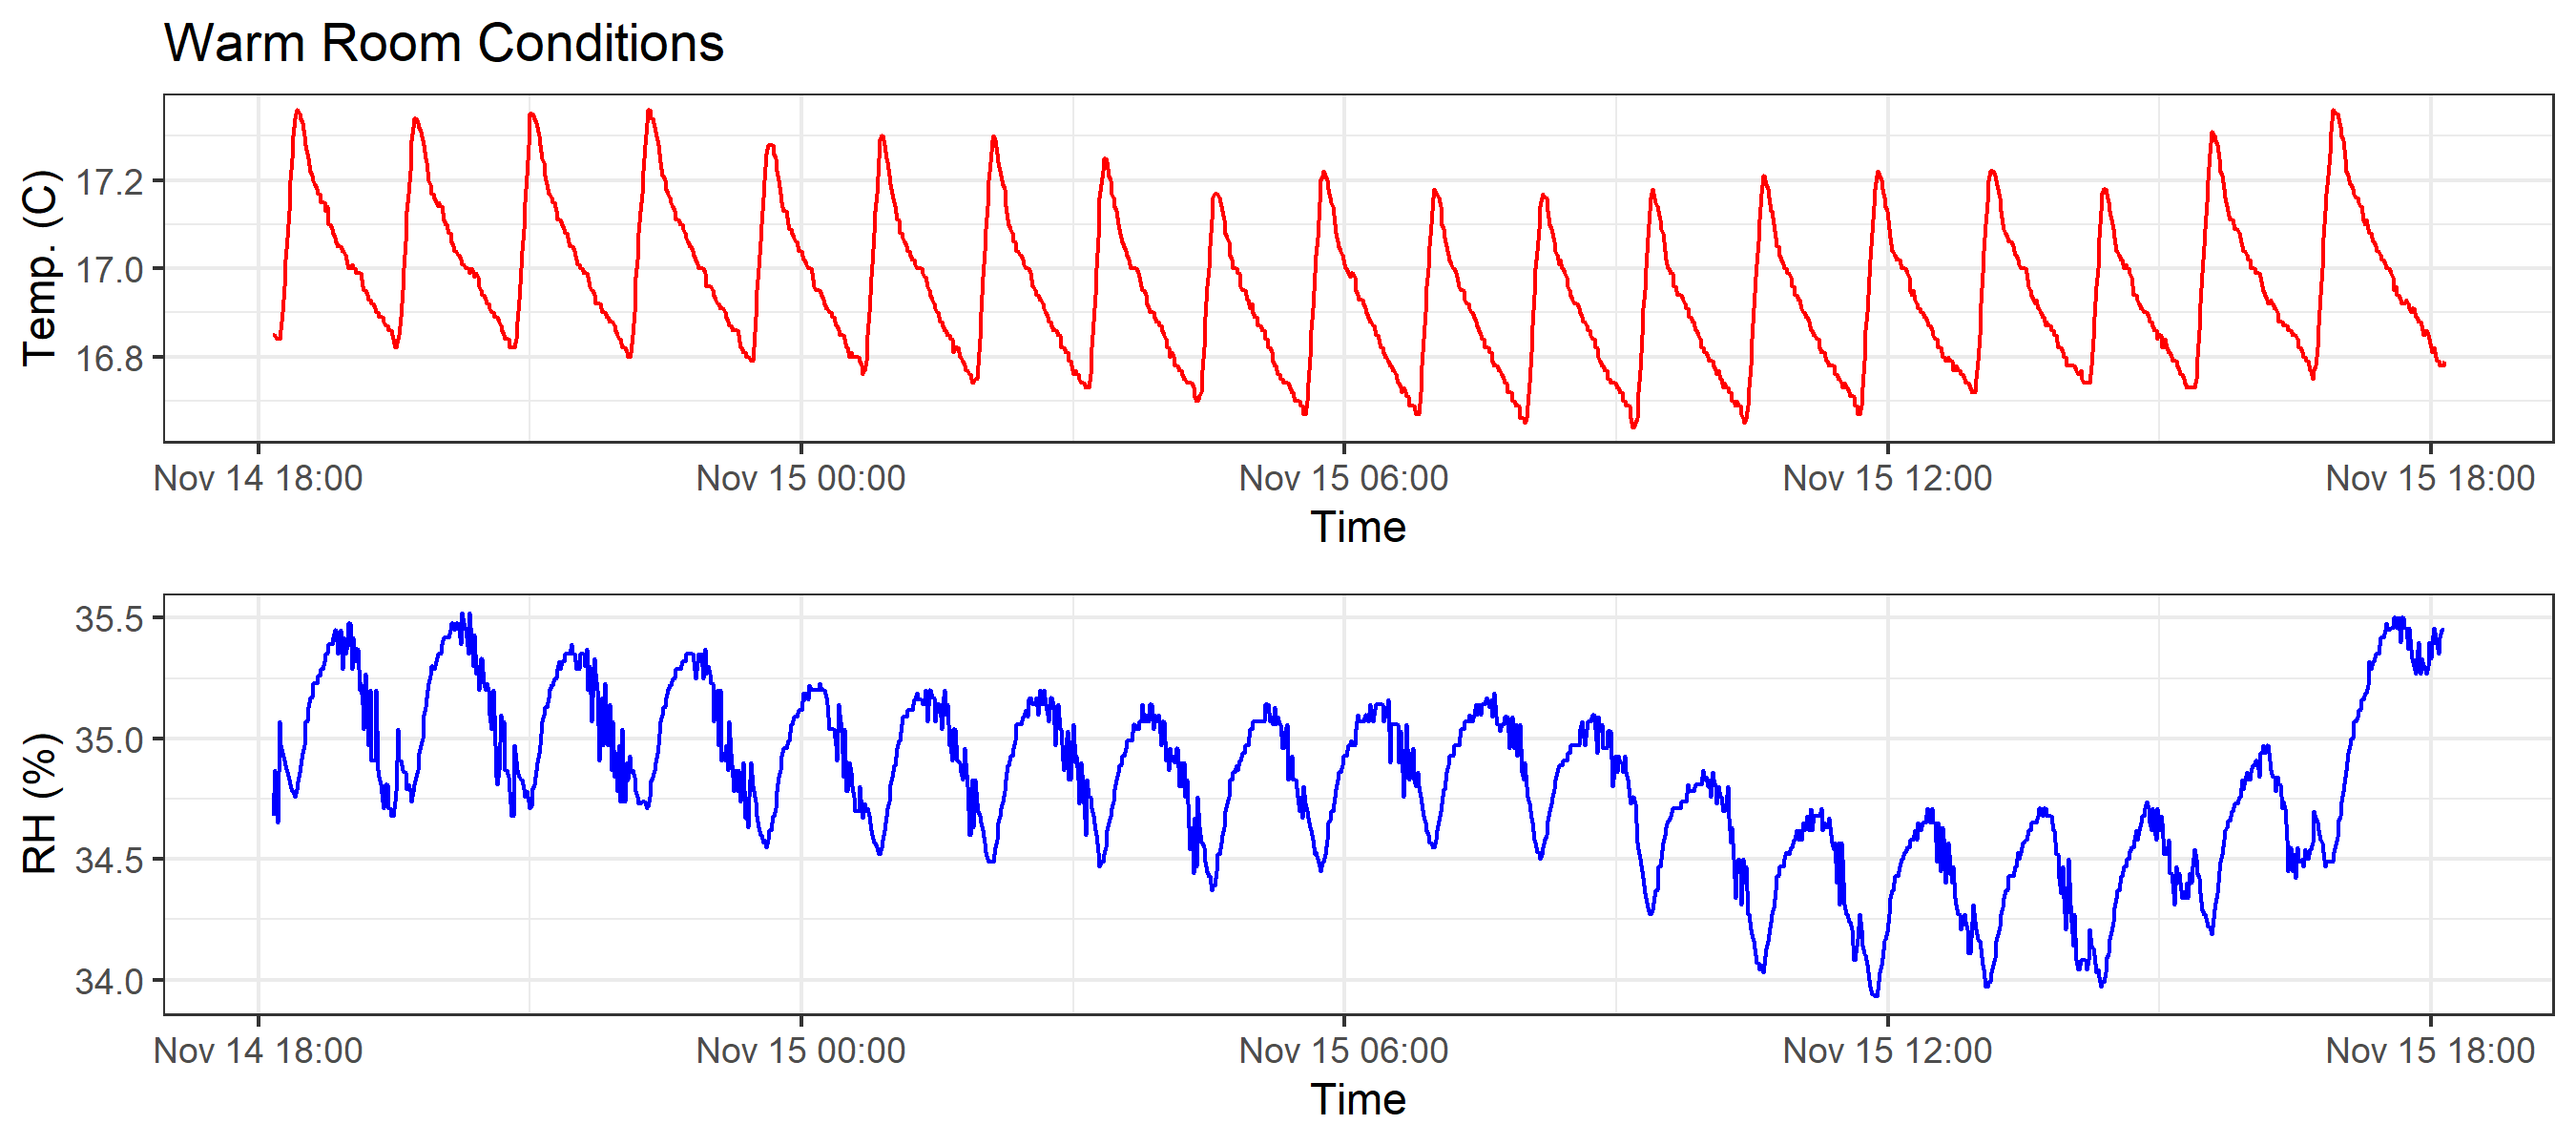 Warm Room Conditions
Temp. (C)
17.2
17.0
16.8
Nov 14 18:00 Nov 15 00:00 Nov 15 06:00 Nov 15 12:00 Nov 15 18:00
Time
RH (%)
35.5
35.0
34.5
34.0
Nov 14 18:00 Nov 15 00:00 Nov 15 06:00 Nov 15 12:00 Nov 15 18:00
Time